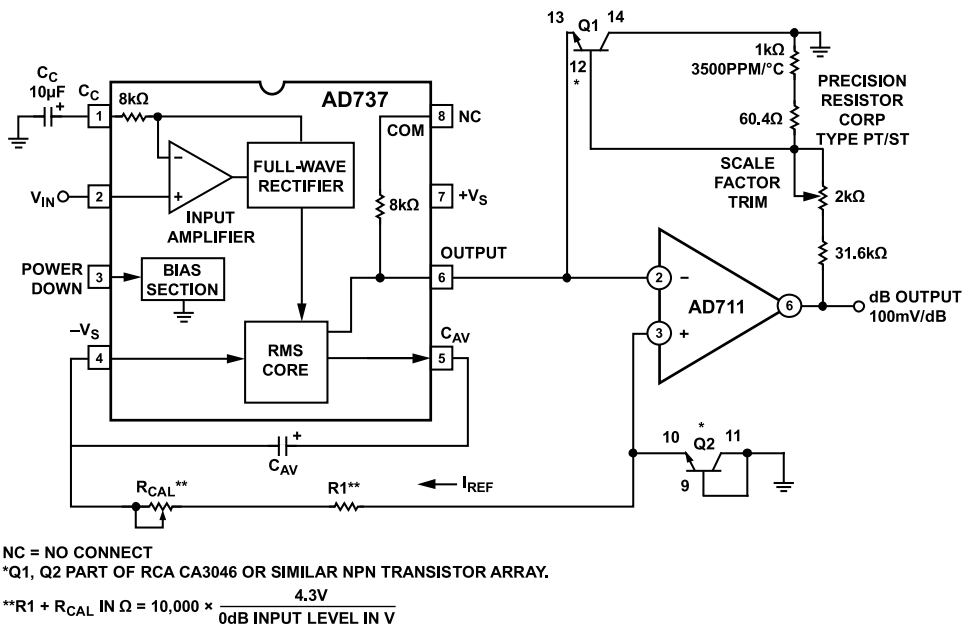 13 Q1 14
12
*
1kΩ
3500PPM/°C
60.4Ω
PRECISION
RESISTOR
CORP
TYPE PT/ST
SCALE
FACTOR
TRIM
2kΩ
31.6kΩ
CC
10µF
+
CC
1
8kΩ
AD737
8
NC
COM
FULL-WAVE
RECTIFIER
−
+
VIN
2
INPUT
AMPLIFIER
8kΩ
7
+VS
POWER
DOWN
3
BIAS
SECTION
OUTPUT
6
−VS
4
RMS
CORE
CAV
5
2
−
AD711
3
+
6
dB OUTPUT
100mV/dB
+
CAV
*
10 Q2 11
9
RCAL**
R1**
IREF
NC = NO CONNECT
*Q1, Q2 PART OF RCA CA3046 OR SIMILAR NPN TRANSISTOR ARRAY.
**R1 + RCAL IN Ω = 10,000 × 4.3V
0dB INPUT LEVEL IN V